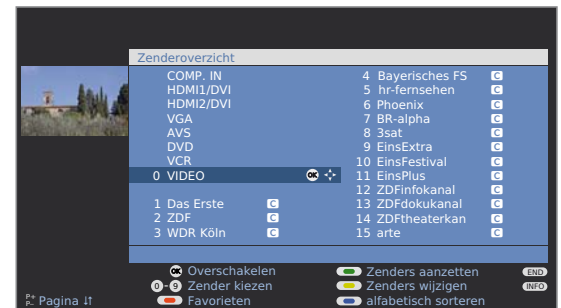 Zenderoverzicht
COMP. IN
HDMI1/DVI
HDMI2/DVI
VGA
AVS
DVD
VCR
0 VIDEO OK
1 Das Erste C
2 ZDF C
3 WDR Köln C
4 Bayerisches FS C
5 hr-fernsehen C
6 Phoenix C
7 BR-alpha C
8 3sat C
9 EinsExtra C
10 EinsFestival C
11 EinsPlus C
12 ZDFinfokanal C
13 ZDFdokukanal C
14 ZDFtheaterkan C
15 arte C
OK Overschakelen
0-9 Zender kiezen
P+ P- Pagina ↓↑
Favorieten
Zenders aanzetten END
Zenders wijzigen INFO
alfabetisch sorteren